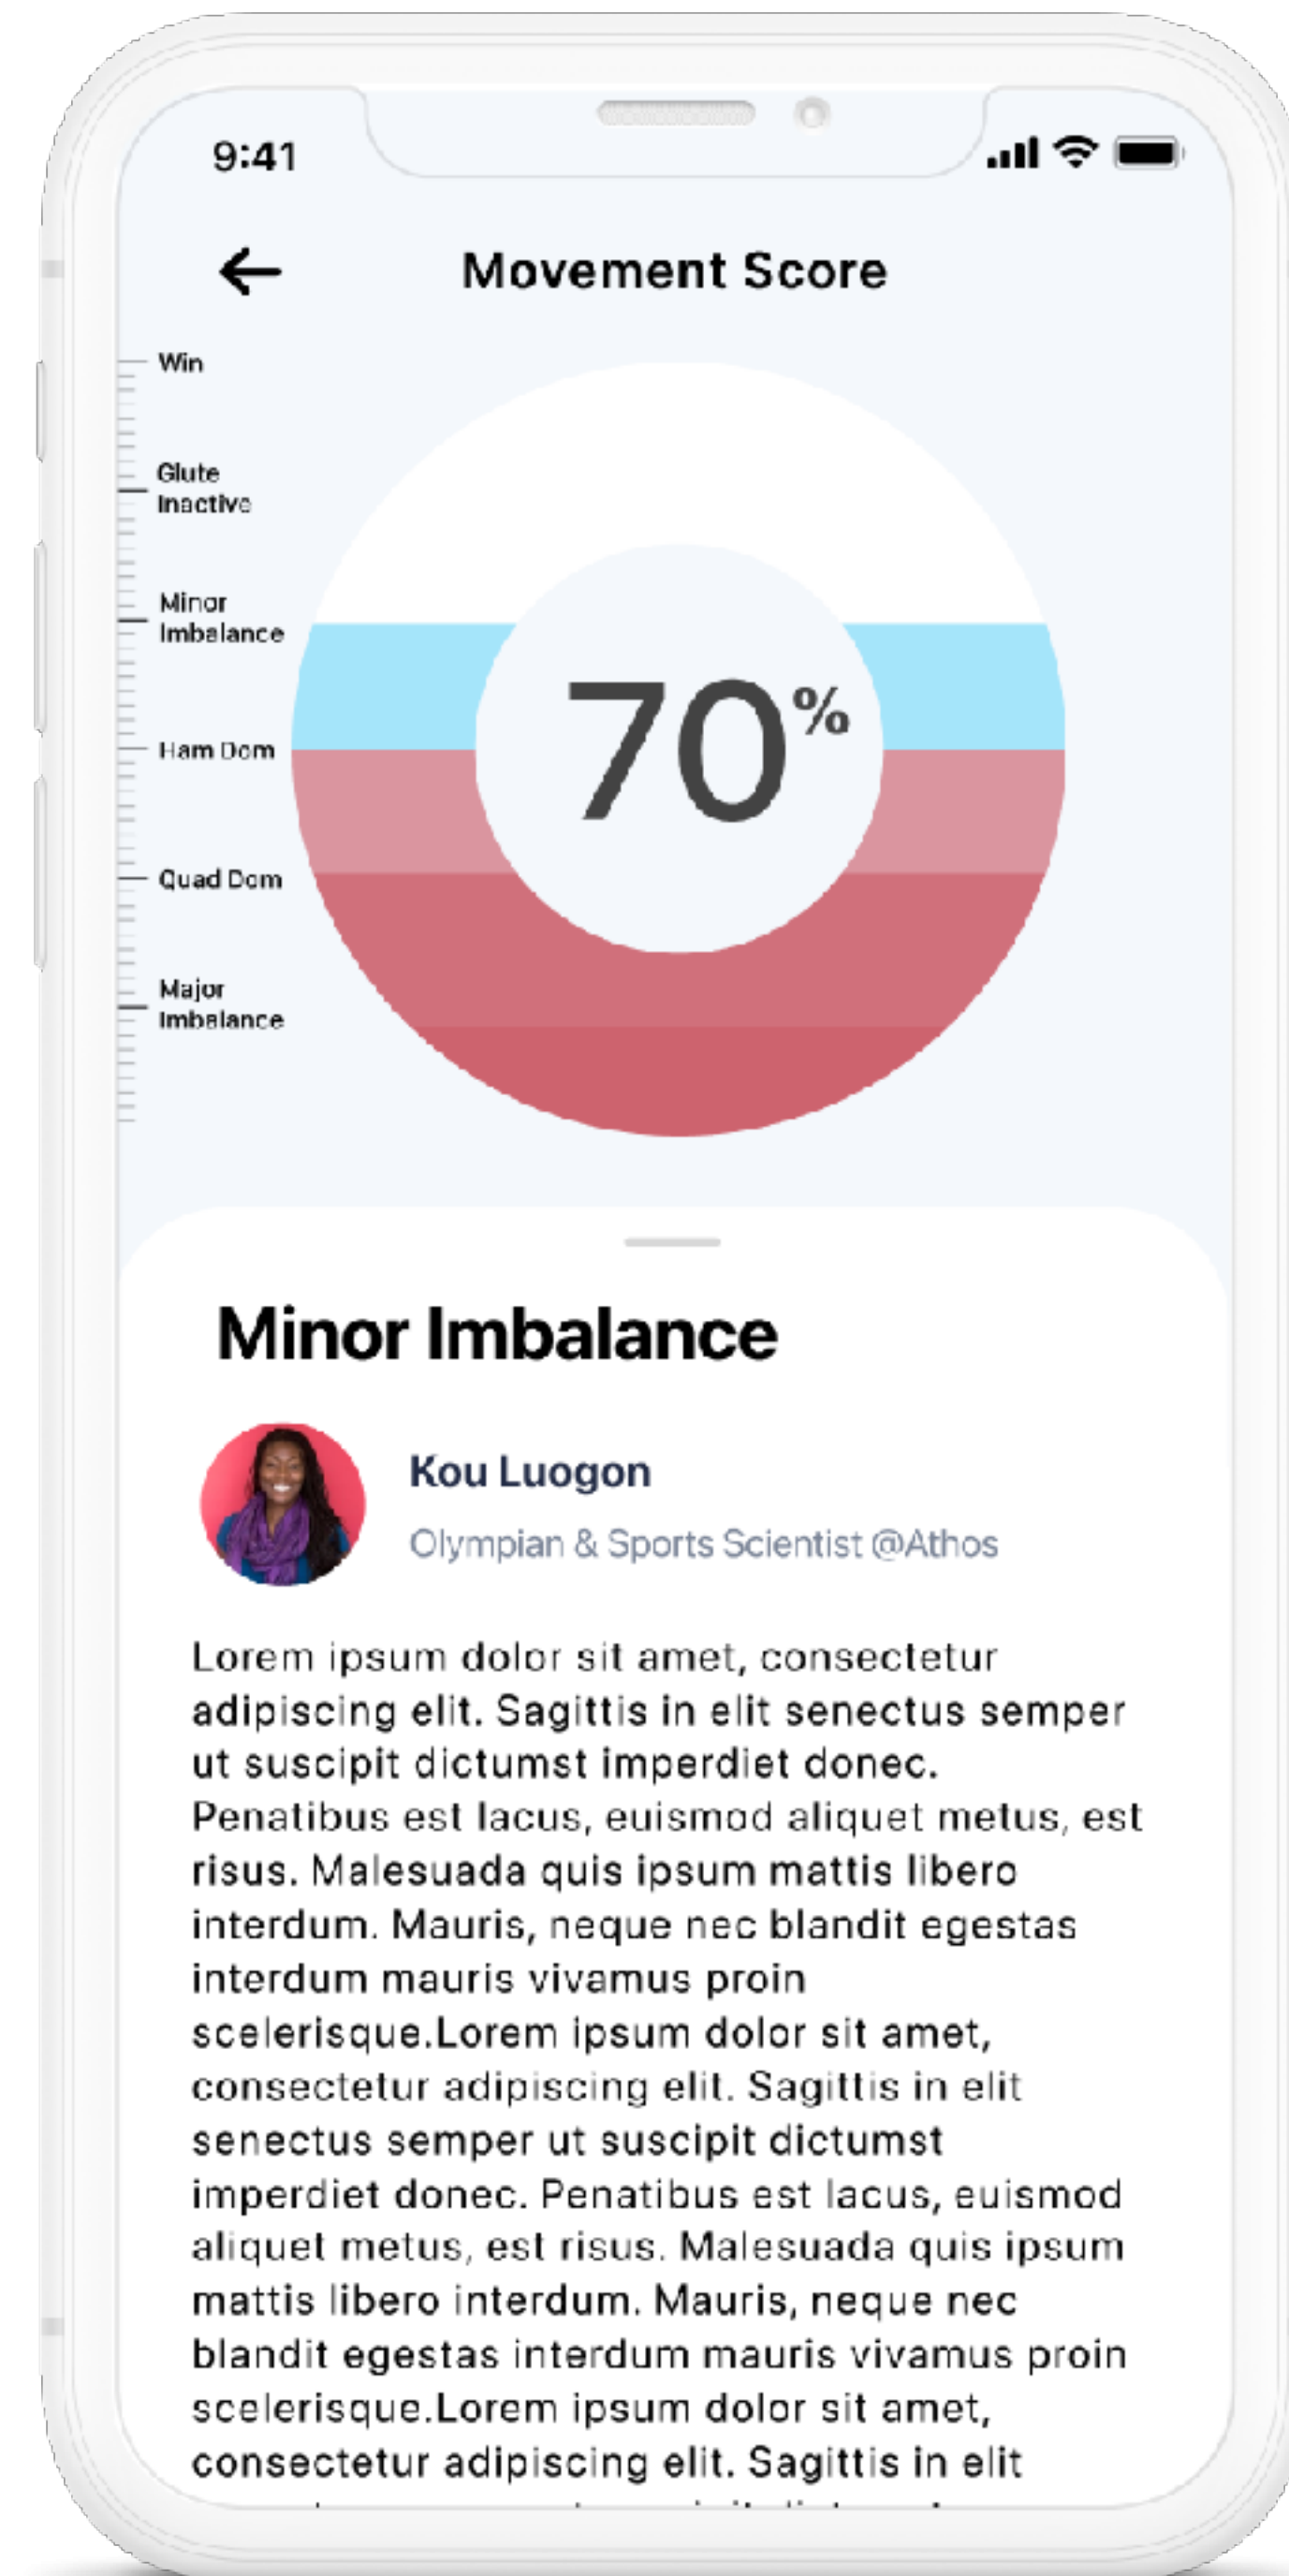 9:41
Movement Score
Win
Glute
Inactive
Minor
Imbalance
Ham Dom
Quad Dom
Major
Imbalance
70%
Minor Imbalance
Kou Luogon
Olympian & Sports Scientist @Athos
Lorem ipsum dolor sit amet, consectetur
adipiscing elit. Sagittis in elit senectus semper
ut suscipit dictumst imperdiet donec.
Penatibus est lacus, euismod aliquet metus, est
risus. Malesuada quis ipsum mattis libero
interdum. Mauris, neque nec blandit egestas
interdum mauris vivamus proin
scelerisque.Lorem ipsum dolor sit amet,
consectetur adipiscing elit. Sagittis in elit
senectus semper ut suscipit dictumst
imperdiet donec. Penatibus est lacus, euismod
aliquet metus, est risus. Malesuada quis ipsum
mattis libero interdum. Mauris, neque nec
blandit egestas interdum mauris vivamus proin
scelerisque.Lorem ipsum dolor sit amet,
consectetur adipiscing elit. Sagittis in elit